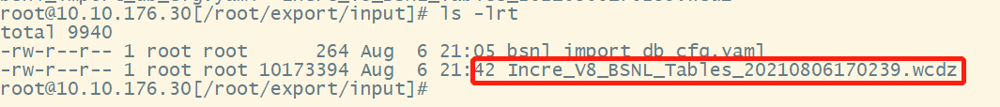 root@10.10.176.30[/root/export/input]# ls -lrt
total 9940
-rw-r--r-- 1 root root 264 Aug 6 21:05 bsnl_import_db_cfg.yaml
-rw-r--r-- 1 root root 10173394 Aug 6 21:42 Incre_V8_BSNL_Tables_20210806170239.wcdz
root@10.10.176.30[/root/export/input]#